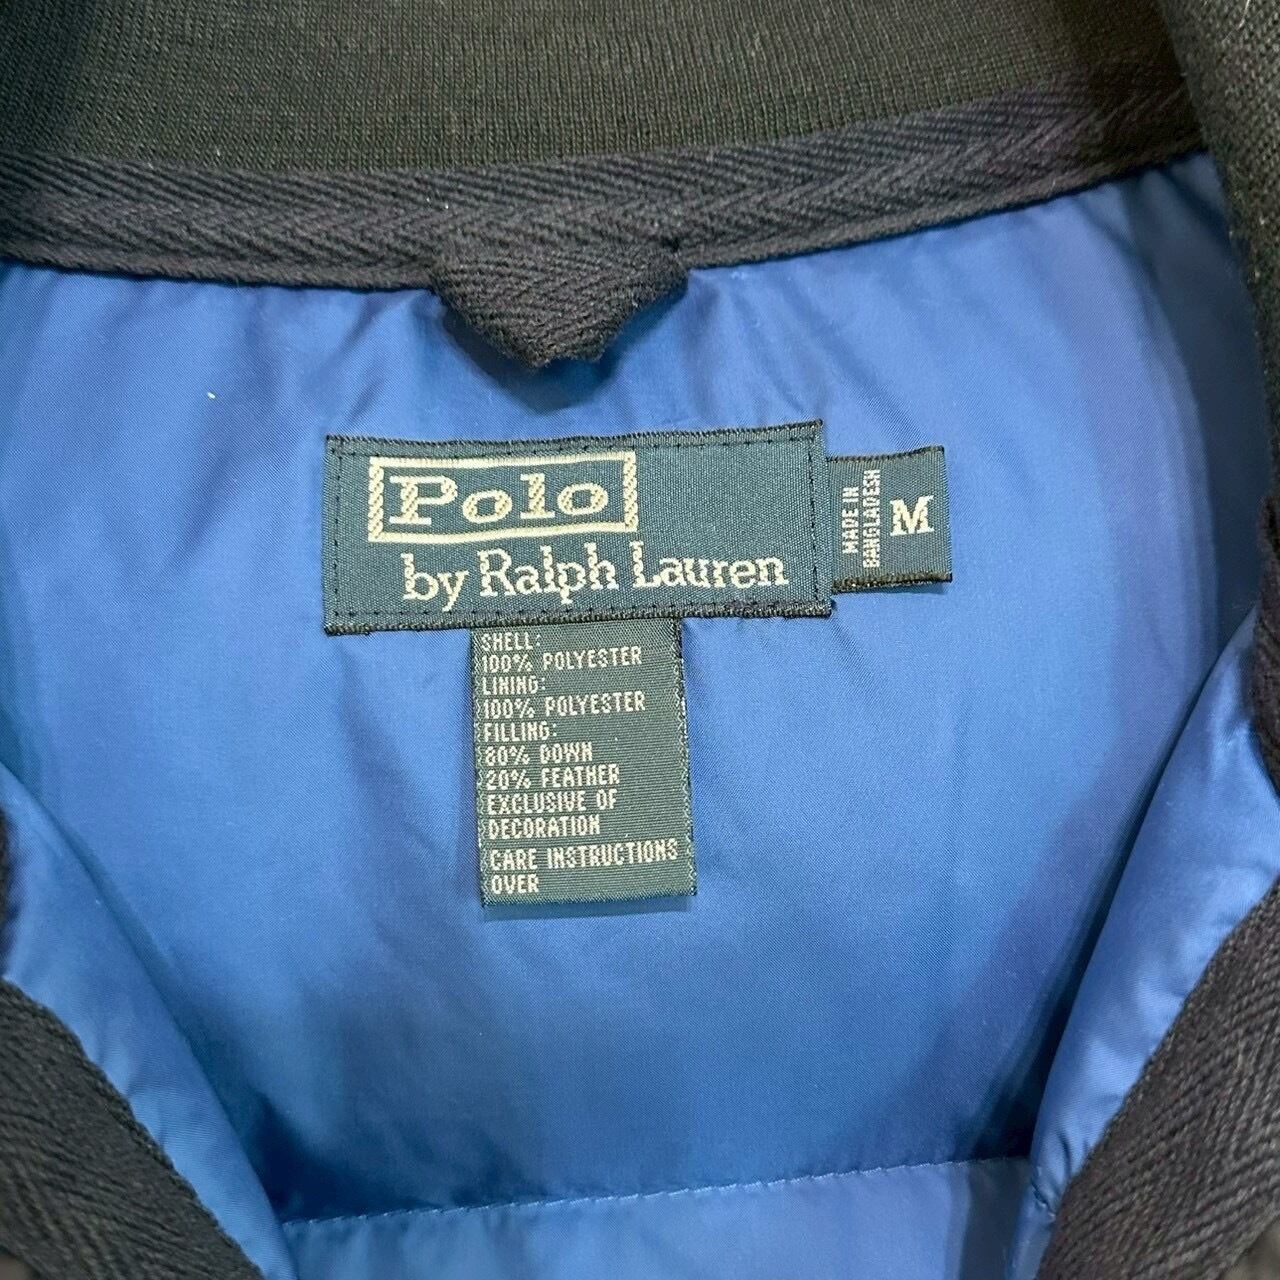 Polo
by Ralph Lauren
MADE IN
BANGLADESH
M
SHELL:
100% POLYESTER
LINING:
100% POLYESTER
FILLING:
80% DOWN
20% FEATHER
EXCLUSIVE OF
DECORATION
CARE INSTRUCTIONS
OVER